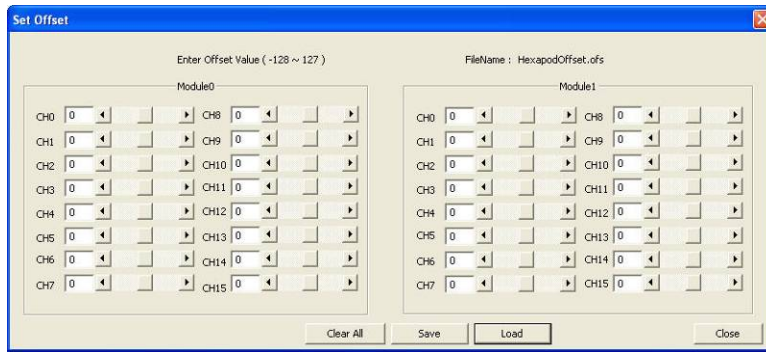 Set Offset
Enter Offset Value ( -128 ~ 127 )
FileName : HexapodOffset.ofs
Module0
CH0 0
CH8 0
CH1 0
CH9 0
CH2 0
CH10 0
CH3 0
CH11 0
CH4 0
CH12 0
CH5 0
CH13 0
CH6 0
CH14 0
CH7 0
CH15 0
Module1
CH0 0
CH8 0
CH1 0
CH9 0
CH2 0
CH10 0
CH3 0
CH11 0
CH4 0
CH12 0
CH5 0
CH13 0
CH6 0
CH14 0
CH7 0
CH15 0
Clear All
Save
Load
Close